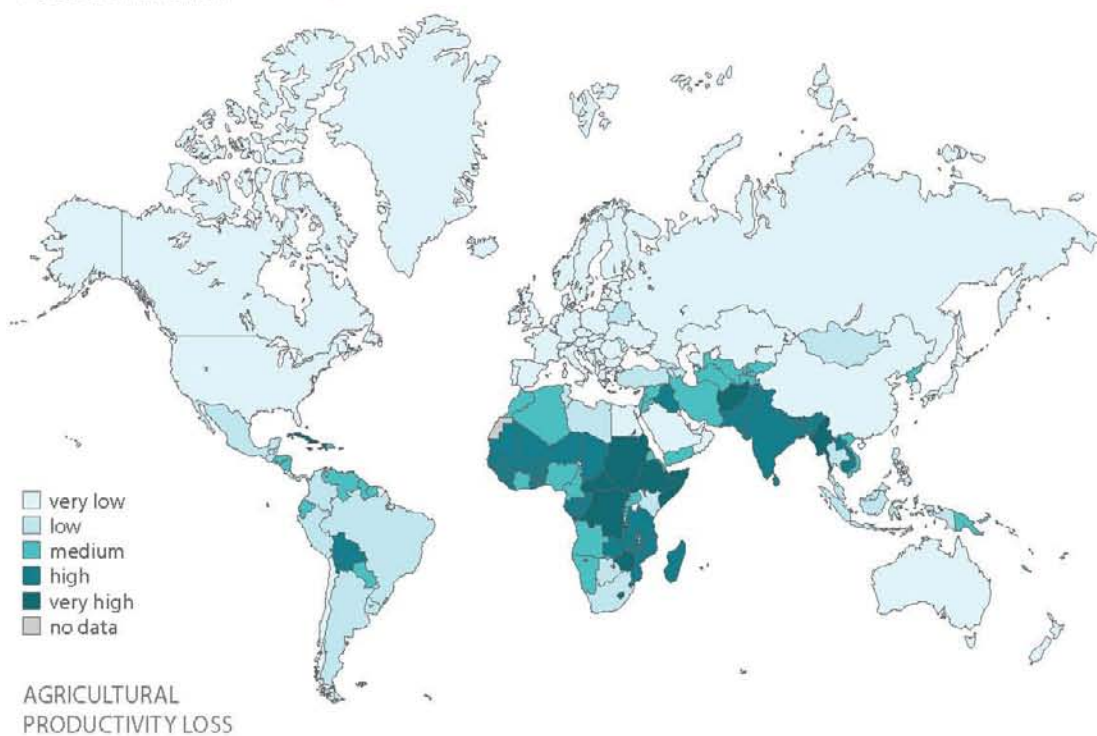 very low
low
medium
high
very high
no data
AGRICULTURAL
PRODUCTIVITY LOSS